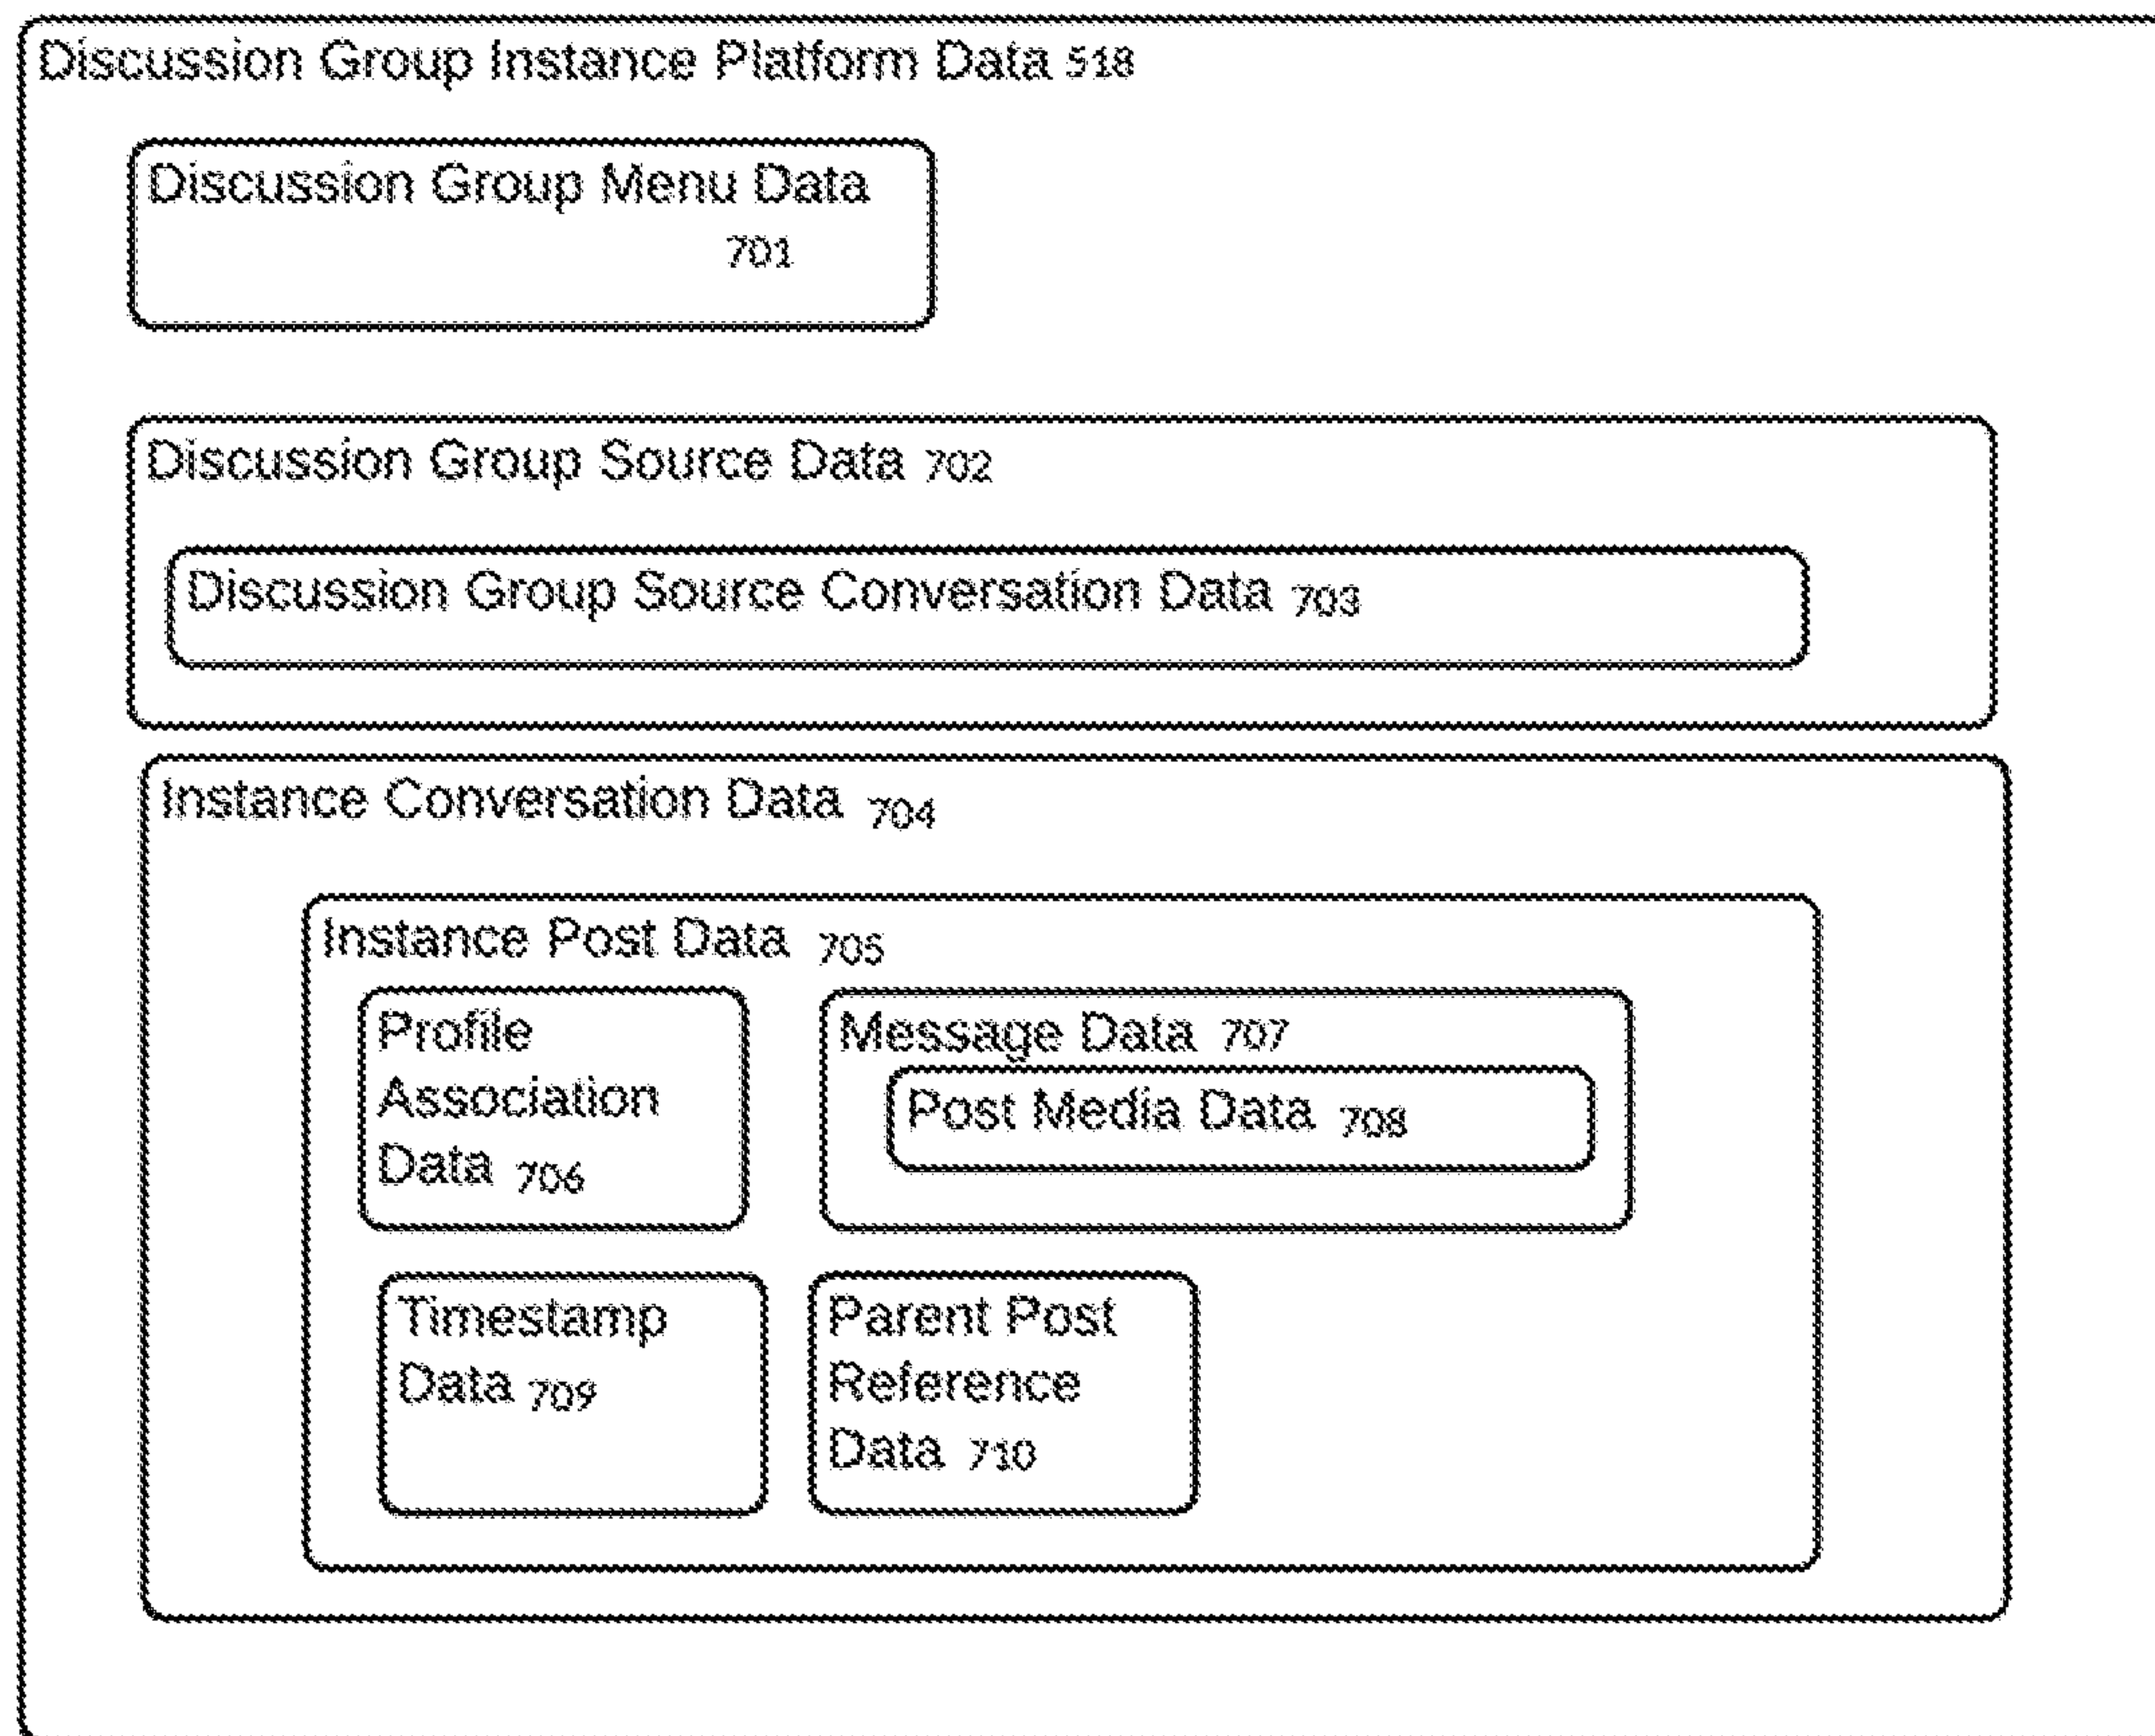 Discussion Group Instance Platform Data 518
Discussion Group Menu Data
701
Discussion Group Source Data 702
Discussion Group Source Conversation Data 703
Instance Conversation Data 704
Instance Post Data 705
Profile
Association
Data 706
Message Data 707
Post Media Data 708
Timestamp
Data 709
Parent Post
Reference
Data 710